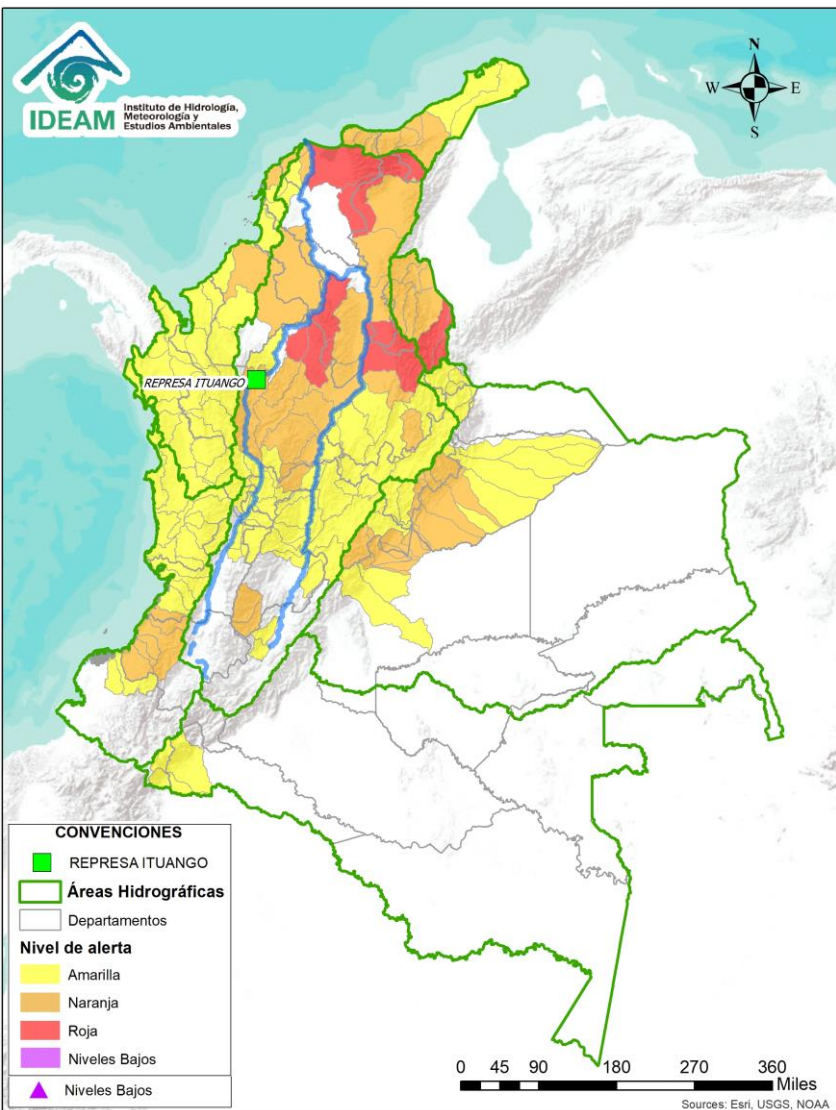 IDEAM
Instituto de Hidrología,
Meteorología y
Estudios Ambientales
N
W
E
S
REPRESA ITUANGO
CONVENCIONES
REPRESA ITUANGO
Áreas Hidrográficas
Departamentos
Nivel de alerta
Amarilla
Naranja
Roja
Niveles Bajos
Niveles Bajos
0 45 90 180 270 360
Miles
Sources: Esri, USGS, NOAA